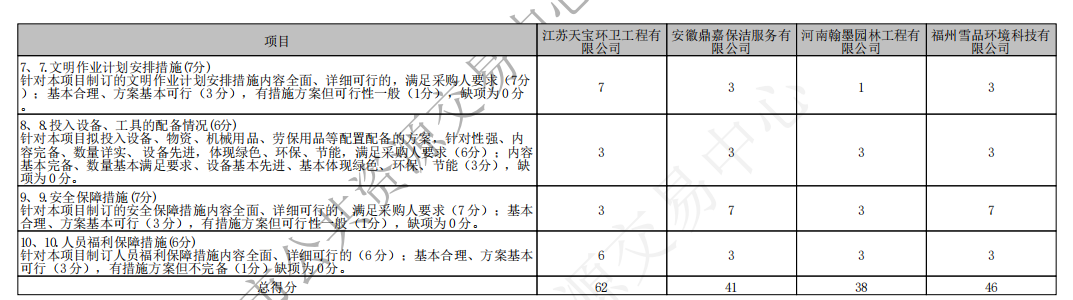 项目
江苏天宝环卫工程有
限公司
安徽鼎嘉保洁服务有
限公司
河南翰墨园林工程有
限公司
福州雪品环境科技有
限公司
7、7.文明作业计划安排措施(7分)
针对本项目制订的文明作业计划安排措施内容全面、详细可行的，满足采购人要求（7分
）；基本合理、方案基本可行（3分），有措施方案但可行性一般（1分），缺项为0分
。
7
3
1
3
8、8.投入设备、工具的配备情况(6分)
针对本项目拟投入设备、物资、机械用品、劳保用品等配置配备的方案，针对性强、内
容完备、数量详实、设备先进，体现绿色、环保、节能，满足采购人要求（6分）；内容
基本完备、数量基本满足要求、设备基本先进、基本体现绿色、环保、节能（3分），缺
项为0分。
3
3
3
3
9、9.安全保障措施(7分)
针对本项目制订的安全保障措施内容全面、详细可行的，满足采购人要求（7分）；基本
合理、方案基本可行（3分），有措施方案但可行性一般（1分），缺项为0分。
3
7
3
7
10、10.人员福利保障措施(6分)
针对本项目制订人员福利保障措施内容全面、详细可行的（6分）；基本合理、方案基本
可行（3分），有措施方案但不完备（1分）缺项为0分。
6
3
3
3
总得分
62
41
38
46
市公共资源交易中心
源交易中心